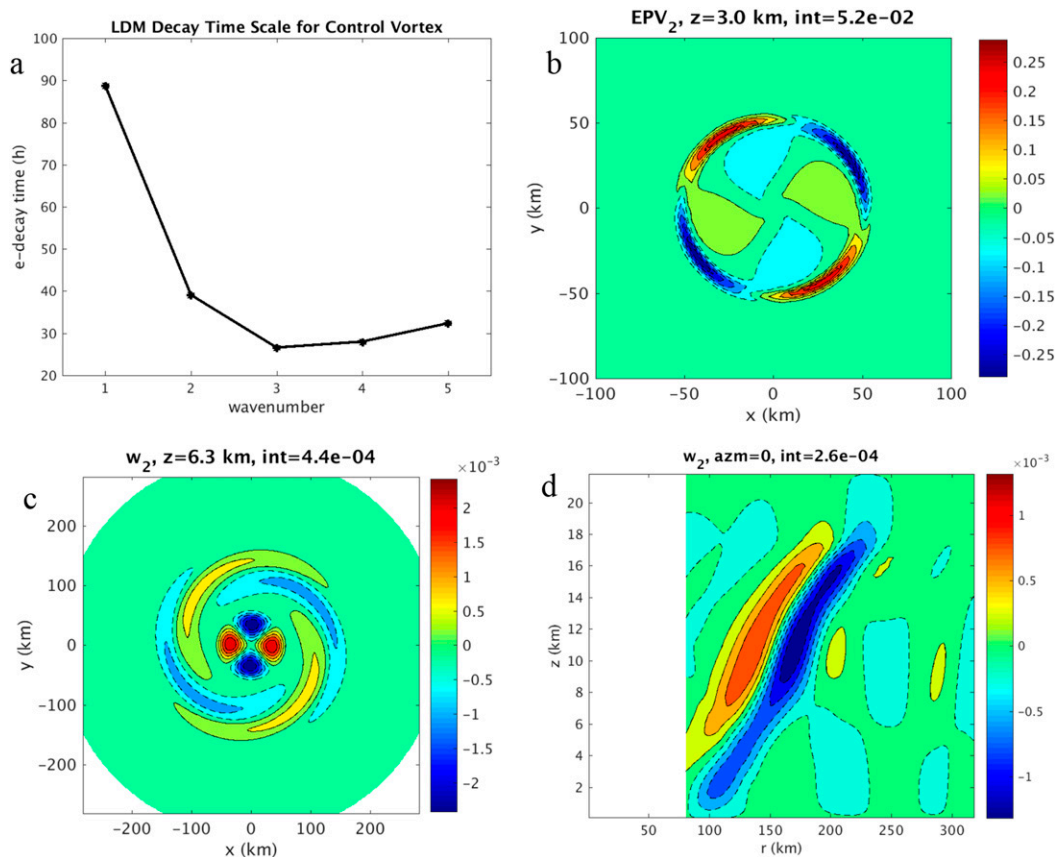 LDM Decay Time Scale for Control Vortex
a
100
90
80
70
60
50
40
30
20
e-decay time (h)
1 2 3 4 5
wavenumber
EPV2, z=3.0 km, int=5.2e-02
b
100
50
0
-50
-100
y (km)
-100 -50 0 50 100
x (km)
0.25
0.2
0.15
0.1
0.05
0
-0.05
-0.1
-0.15
-0.2
-0.25
w2, z=6.3 km, int=4.4e-04
c
×10-3
200
100
0
-100
-200
y (km)
-200 -100 0 100 200
x (km)
2
1.5
1
0.5
0
-0.5
-1
-1.5
-2
w2, azm=0, int=2.6e-04
d
×10-3
20
18
16
14
12
10
8
6
4
2
z (km)
50 100 150 200 250 300
r (km)
1
0.5
0
-0.5
-1